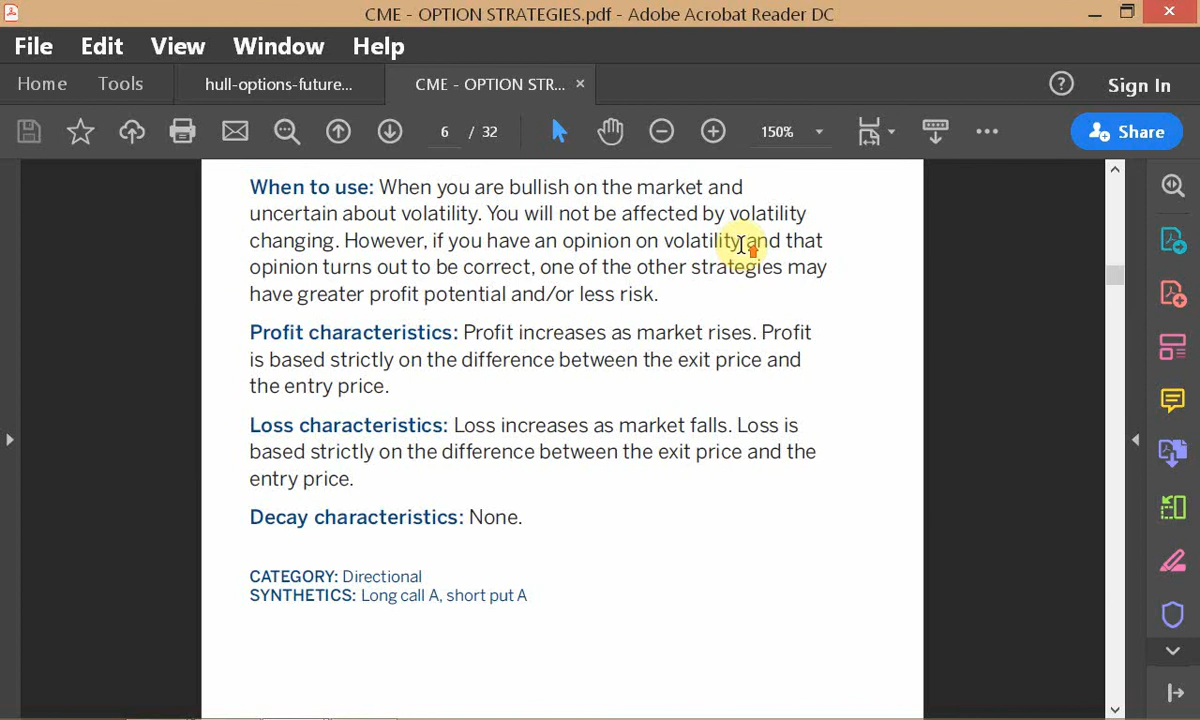 CME - OPTION STRATEGIES.pdf - Adobe Acrobat Reader DC
File Edit View Window Help
Home Tools hull-options-future... CME - OPTION STR... × ? Sign In
6 / 32 150% Share
When to use: When you are bullish on the market and
uncertain about volatility. You will not be affected by volatility
changing. However, if you have an opinion on volatility and that
opinion turns out to be correct, one of the other strategies may
have greater profit potential and/or less risk.
Profit characteristics: Profit increases as market rises. Profit
is based strictly on the difference between the exit price and
the entry price.
Loss characteristics: Loss increases as market falls. Loss is
based strictly on the difference between the exit price and the
entry price.
Decay characteristics: None.
CATEGORY: Directional
SYNTHETICS: Long call A, short put A